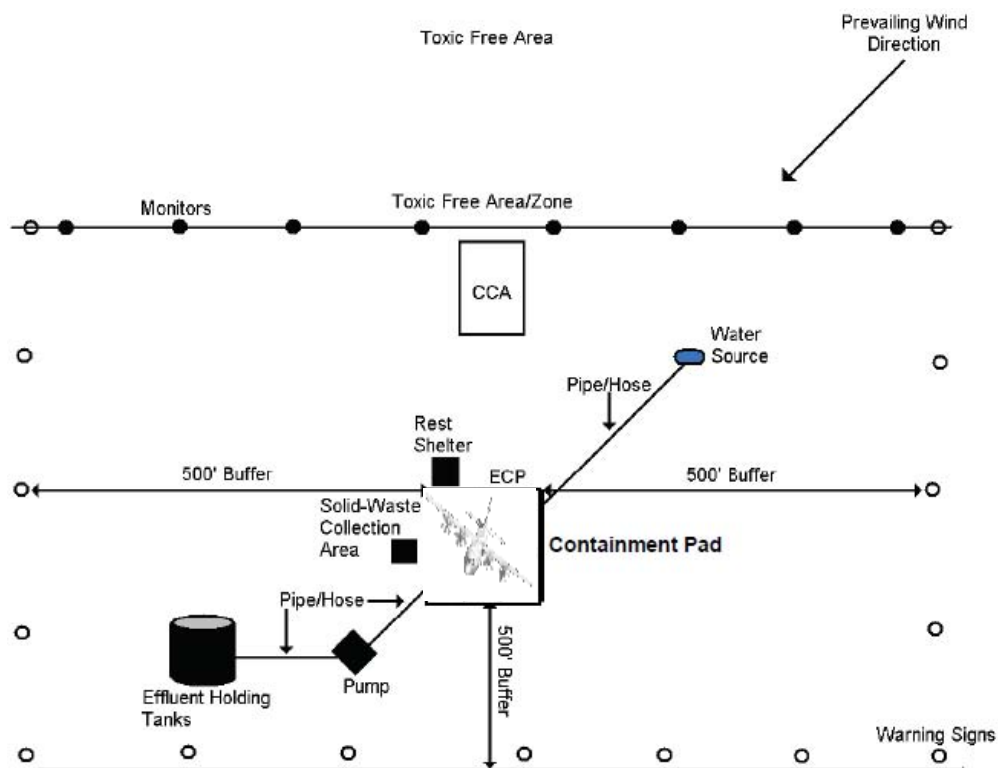 Toxic Free Area
Prevailing Wind
Direction
Monitors
Toxic Free Area/Zone
CCA
Water
Source
Pipe/Hose
Rest
Shelter
500' Buffer
ECP
500' Buffer
Solid-Waste
Collection
Area
Containment Pad
Pipe/Hose
500' Buffer
Pump
Effluent Holding
Tanks
Warning Signs